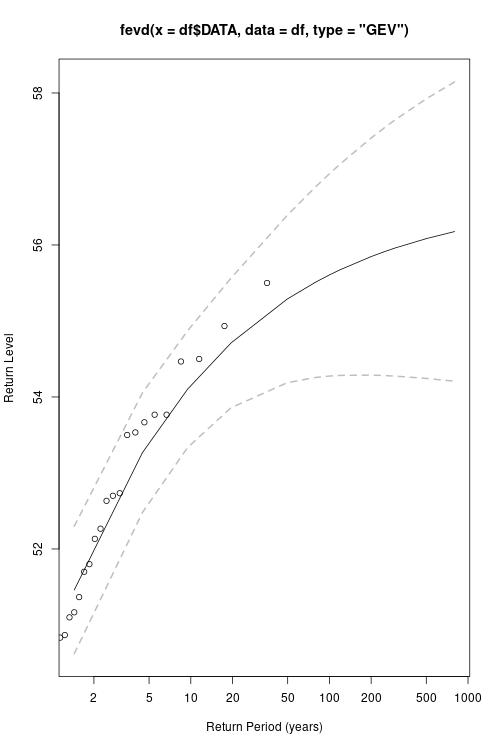 fevd(x = df$DATA, data = df, type = "GEV")
58
56
54
52
Return Level
2 5 10 20 50 100 200 500 1000
Return Period (years)